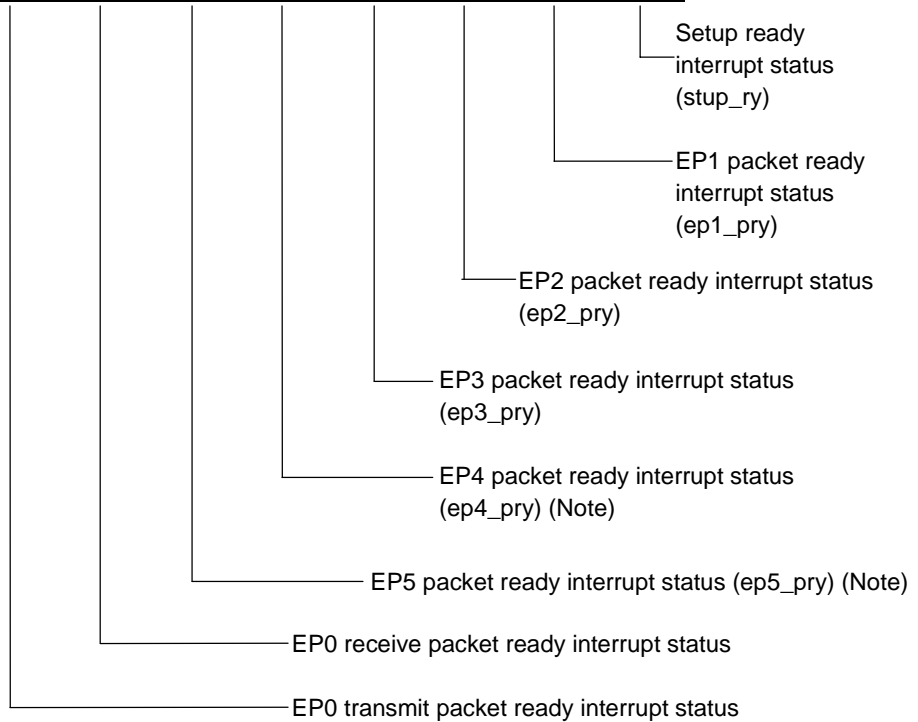 Setup ready
interrupt status
(stup_ry)
EP1 packet ready
interrupt status
(ep1_pry)
EP2 packet ready interrupt status
(ep2_pry)
EP3 packet ready interrupt status
(ep3_pry)
EP4 packet ready interrupt status
(ep4_pry) (Note)
EP5 packet ready interrupt status (ep5_pry) (Note)
EP0 receive packet ready interrupt status
EP0 transmit packet ready interrupt status